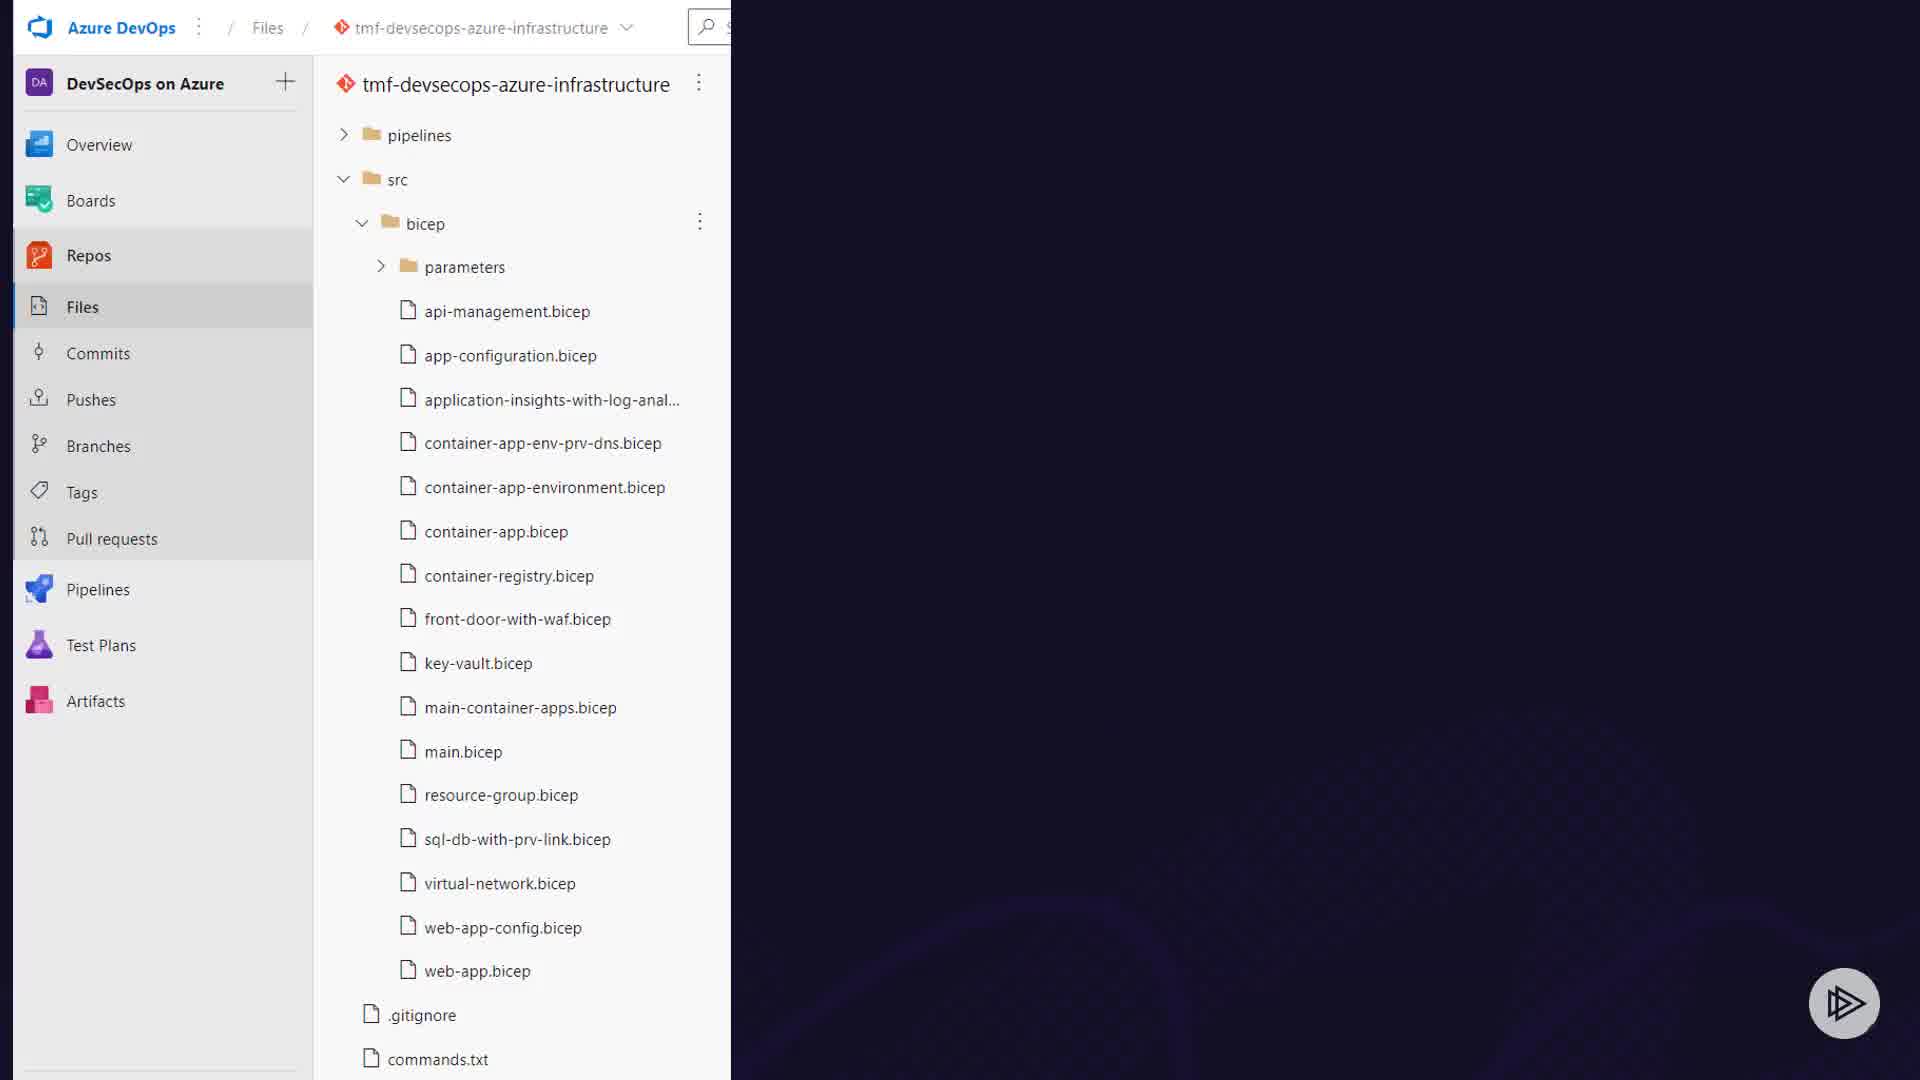 Azure DevOps / Files / tmf-devsecops-azure-infrastructure
DA DevSecOps on Azure
tmf-devsecops-azure-infrastructure
Overview
Boards
Repos
Files
Commits
Pushes
Branches
Tags
Pull requests
Pipelines
Test Plans
Artifacts
pipelines
src
bicep
parameters
api-management.bicep
app-configuration.bicep
application-insights-with-log-anal...
container-app-env-prv-dns.bicep
container-app-environment.bicep
container-app.bicep
container-registry.bicep
front-door-with-waf.bicep
key-vault.bicep
main-container-apps.bicep
main.bicep
resource-group.bicep
sql-db-with-prv-link.bicep
virtual-network.bicep
web-app-config.bicep
web-app.bicep
.gitignore
commands.txt